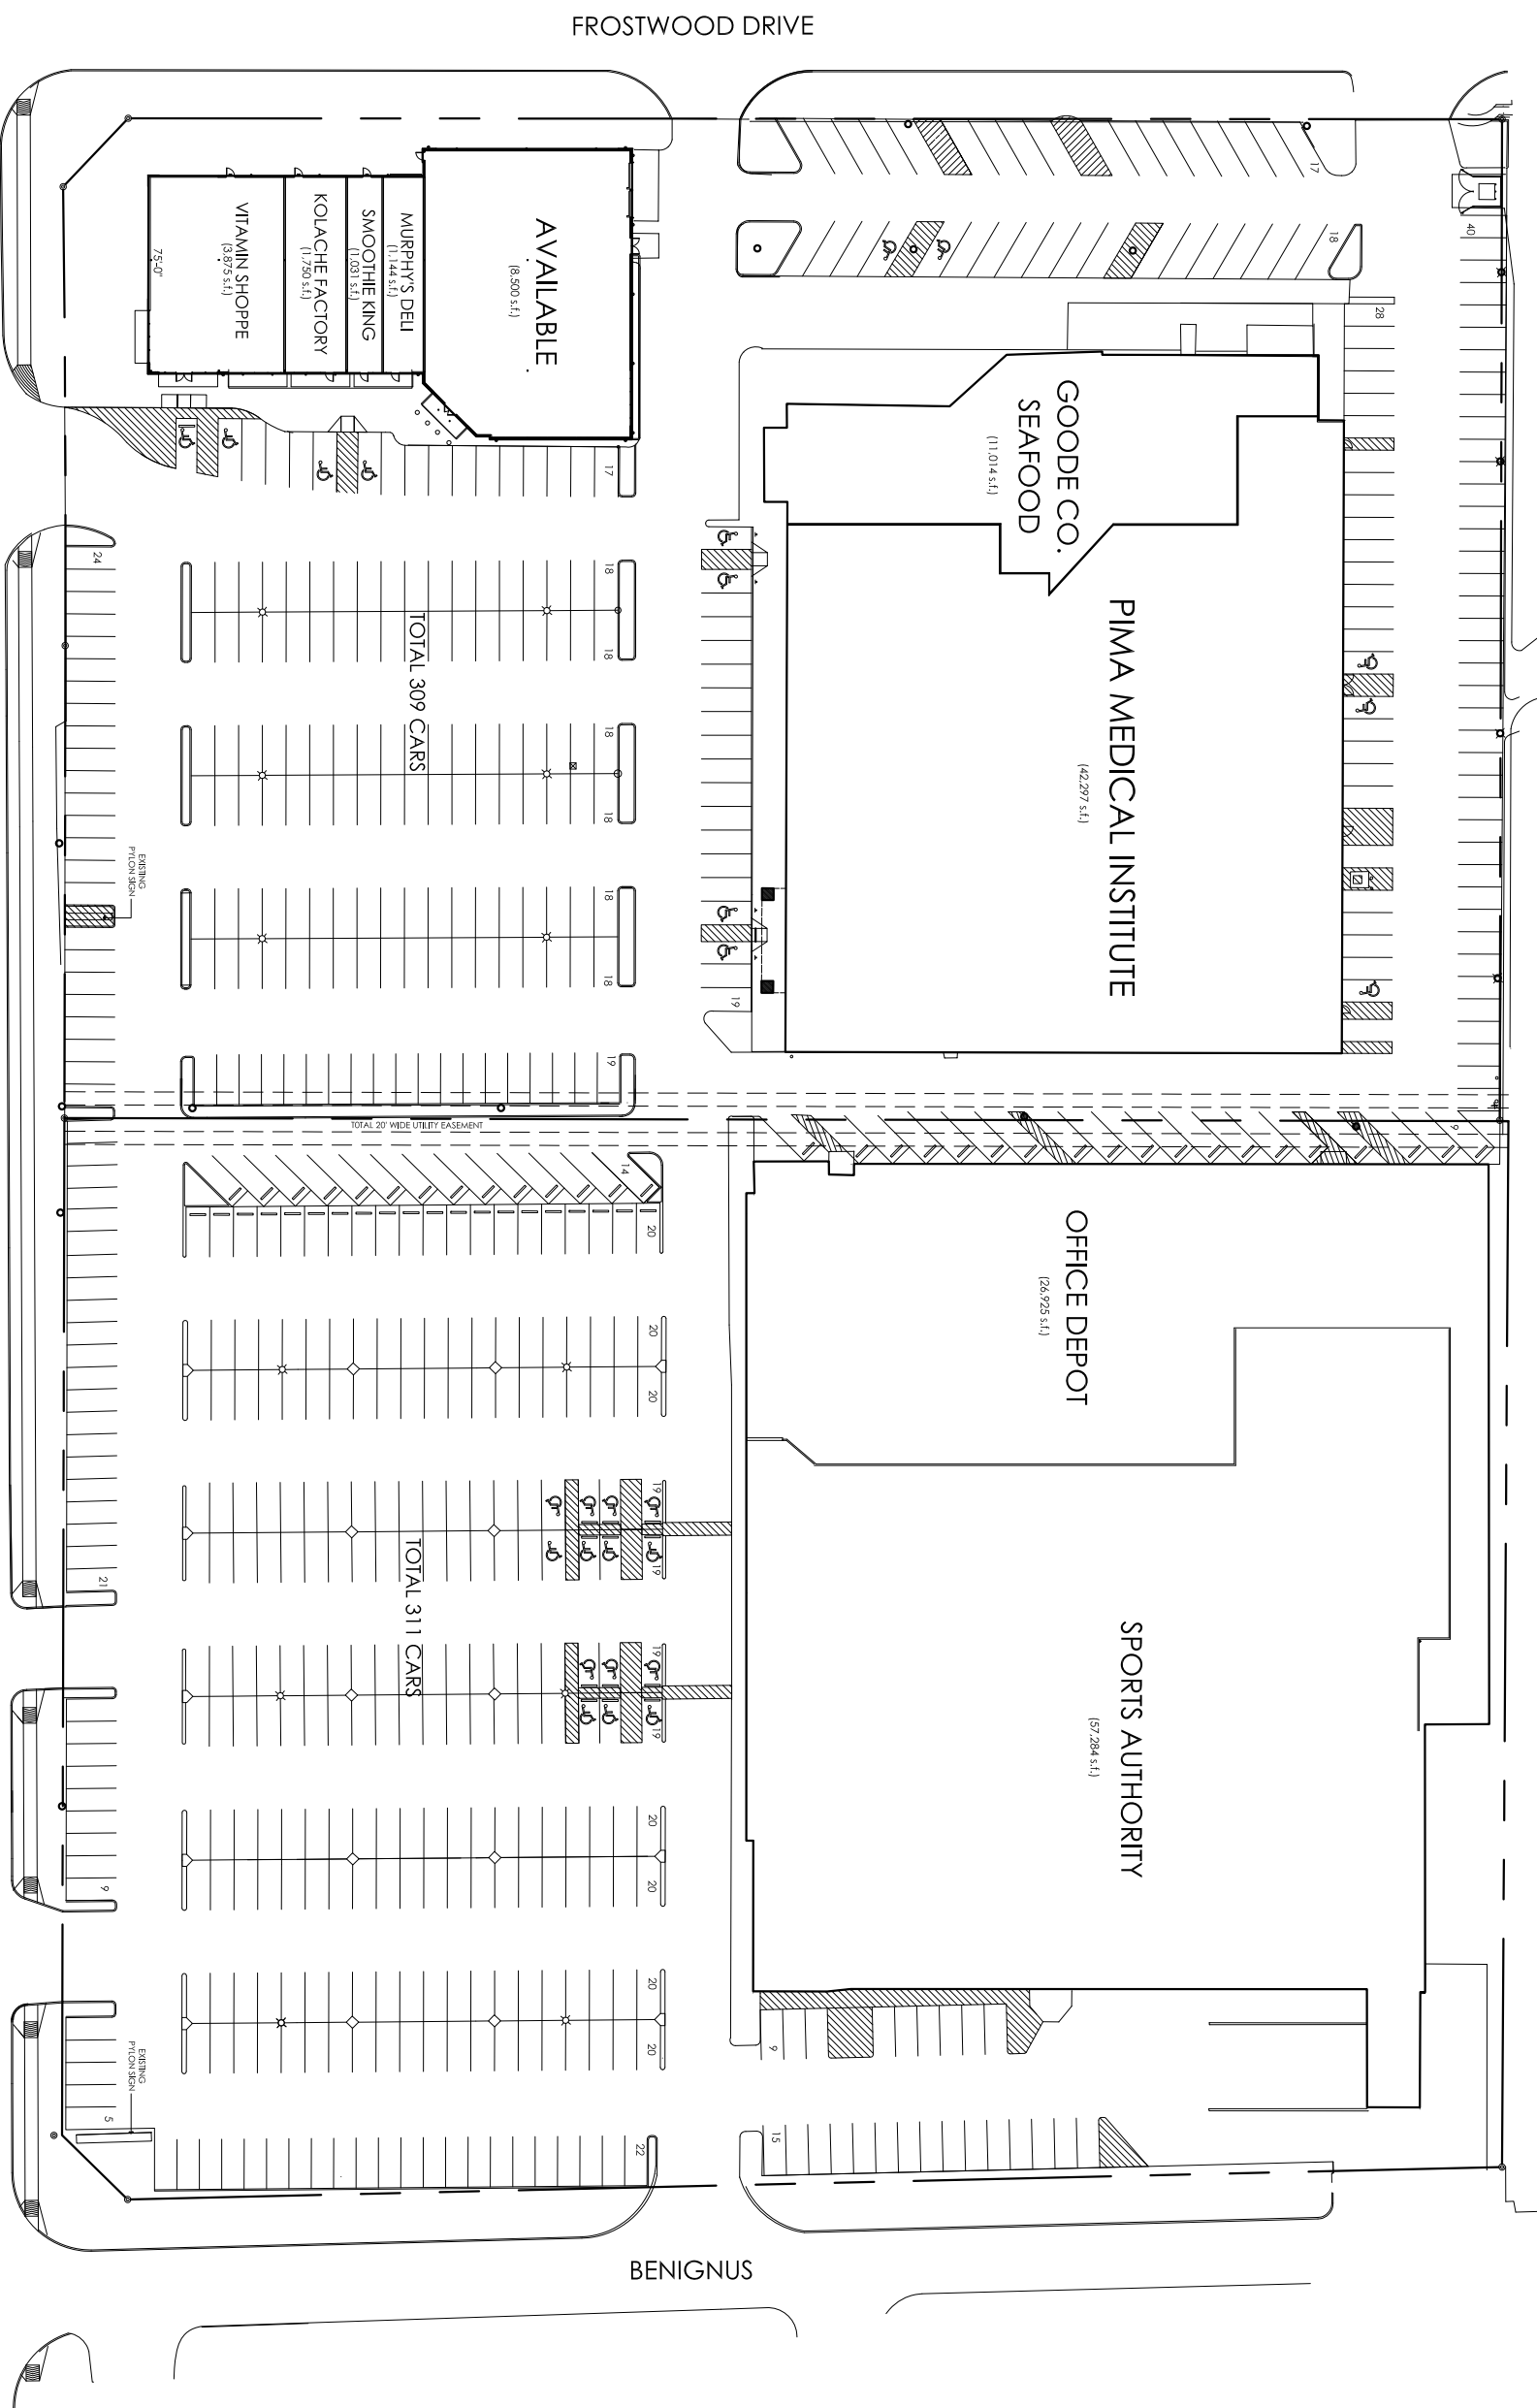 FROSTWOOD DRIVE
17
18
40
28
AVAILABLE
(8,500 s.f.)
MURPHY'S DELI
(1,144 s.f.)
SMOOTHIE KING
(1,031 s.f.)
KOLACHE FACTORY
(1,750 s.f.)
VITAMIN SHOPPE
(3,875 s.f.)
75'-0"
GOODE CO.
SEAFOOD
(11,014 s.f.)
17
24
18
18
TOTAL 309 CARS
PIMA MEDICAL INSTITUTE
(42,297 s.f.)
18
18
EXISTING
PYLON SIGN
18
18
19
19
TOTAL 20' WIDE UTILITY EASEMENT
9
14
20
OFFICE DEPOT
(26,925 s.f.)
20
20
19
19
21
TOTAL 311 CARS
SPORTS AUTHORITY
(57,284 s.f.)
19
19
9
20
20
20
20
9
EXISTING
PYLON SIGN
5
22
15
BENIGNUS